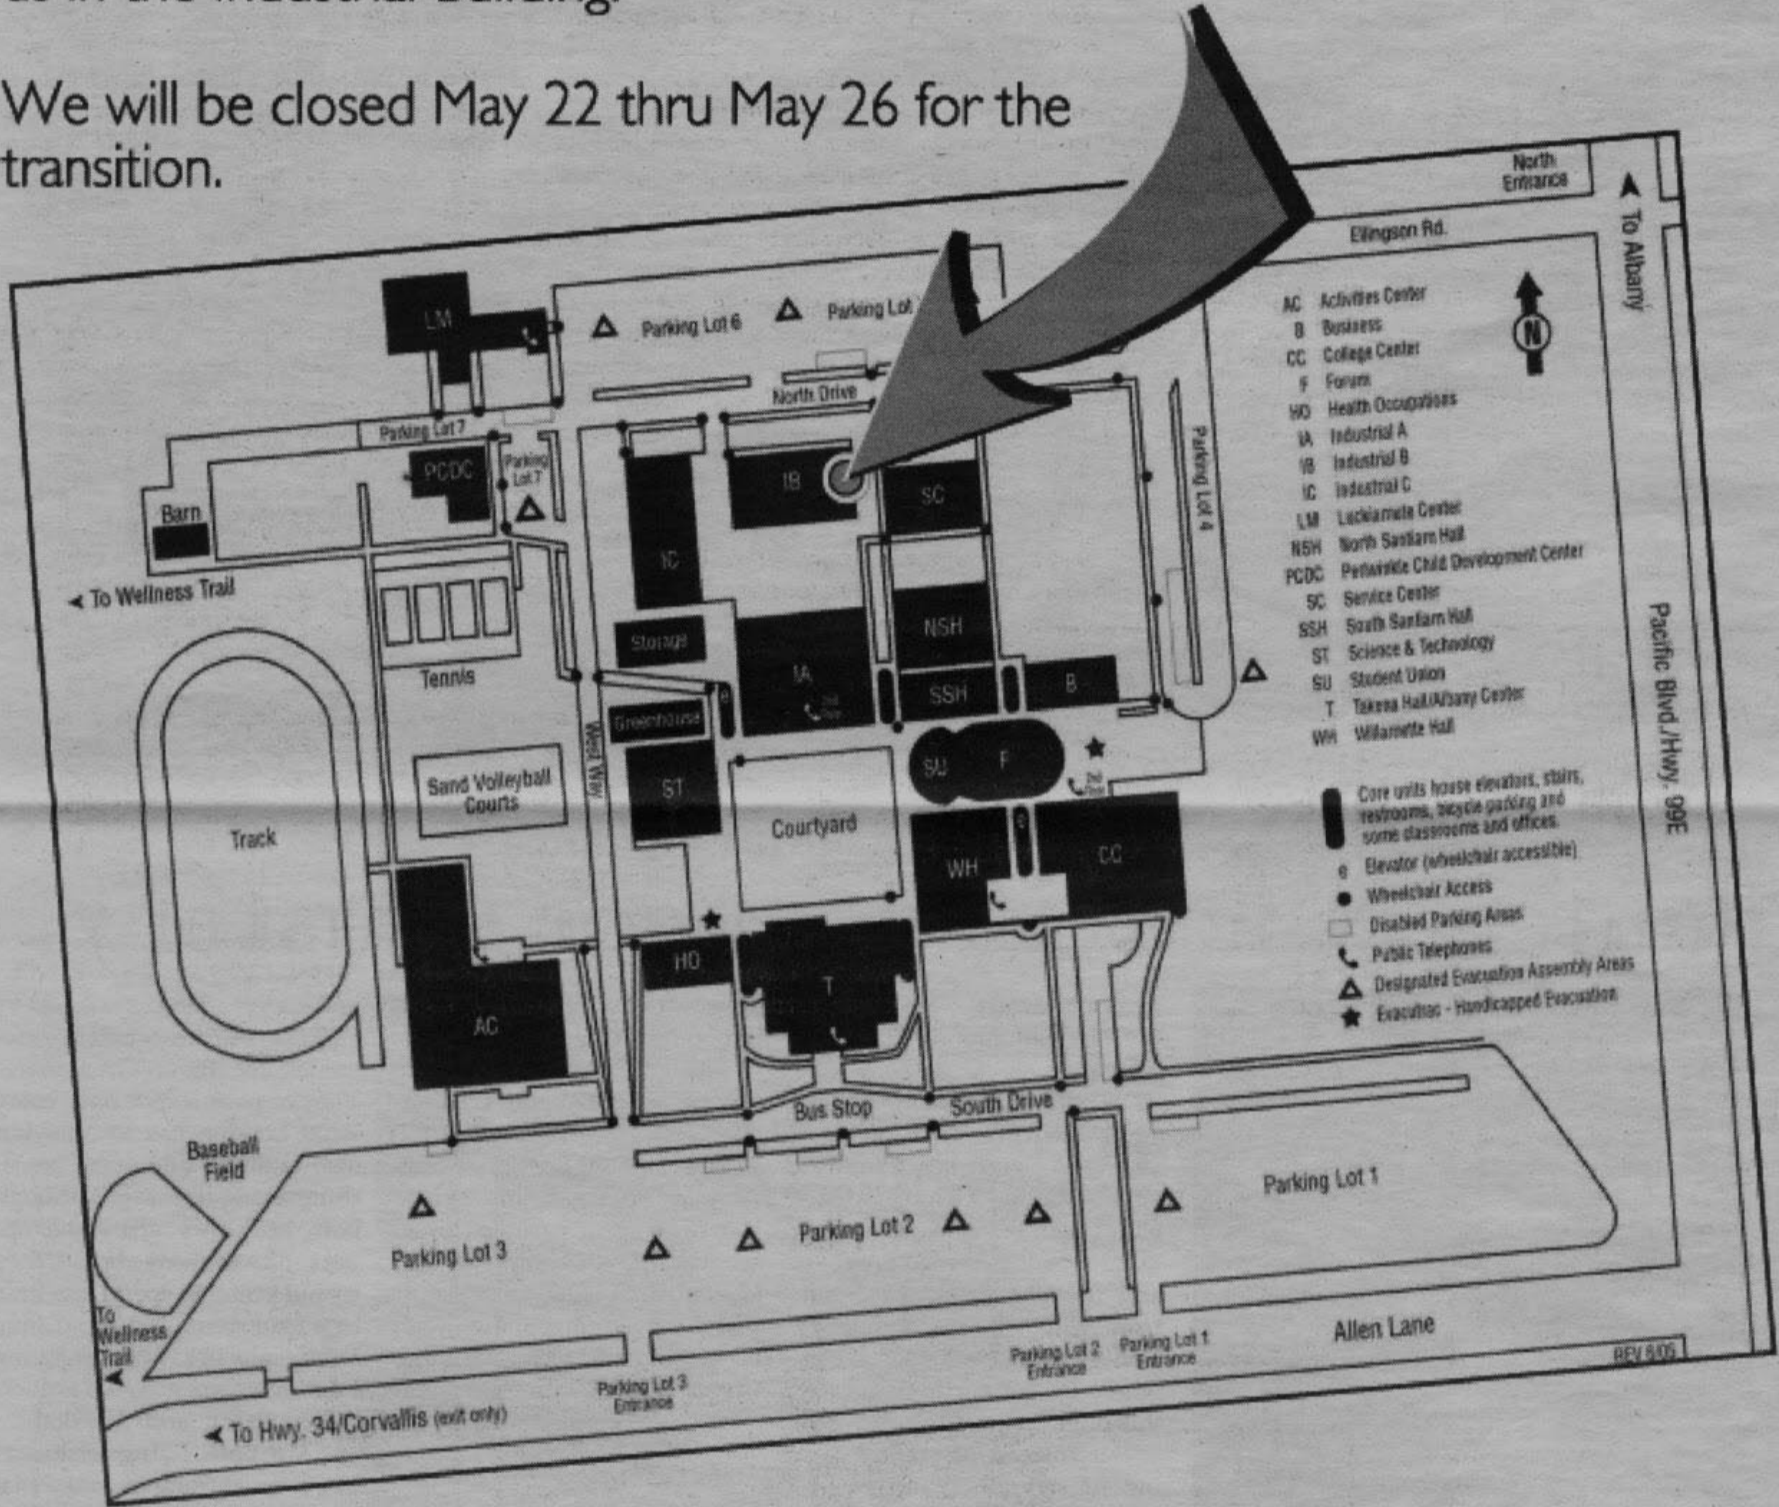 us in the Industrial Building.
We will be closed May 22 thru May 26 for the
transition.
North
Entrance
Ellingson Rd.
To Albany
LM
Parking Lot 6
Parking Lot
North Drive
Parking Lot 7
PCDC
Parking
Lot 7
Barn
To Wellness Trail
IB
SC
IC
Parking Lot 4
N
AC Activities Center
B Business
CC College Center
F Forum
HO Health Occupations
IA Industrial A
IB Industrial B
IC Industrial C
LM Luckiamute Center
NSH North Santiam Hall
PCDC Periwinkle Child Development Center
SC Service Center
SSH South Santiam Hall
ST Science & Technology
SU Student Union
T Takena Hall/Albany Center
WH Willamette Hall
Pacific Blvd./Hwy. 99E
Tennis
Storage
IA
2nd
Floor
NSH
SSH
B
Greenhouse
e
West Way
Sand Volleyball
Courts
ST
SU
F
2nd
Floor
Track
Courtyard
WH
e
CC
Core units house elevators, stairs,
restrooms, bicycle parking and
some classrooms and offices.
e Elevator (wheelchair accessible)
Wheelchair Access
Disabled Parking Areas
Public Telephones
Designated Evacuation Assembly Areas
Evacutrac - Handicapped Evacuation
HO
T
AC
Bus Stop
South Drive
Baseball
Field
Parking Lot 3
Parking Lot 2
Parking Lot 1
To
Wellness
Trail
Parking Lot 3
Entrance
Parking Lot 2
Entrance
Parking Lot 1
Entrance
Allen Lane
REV 6/05
To Hwy. 34/Corvallis (exit only)